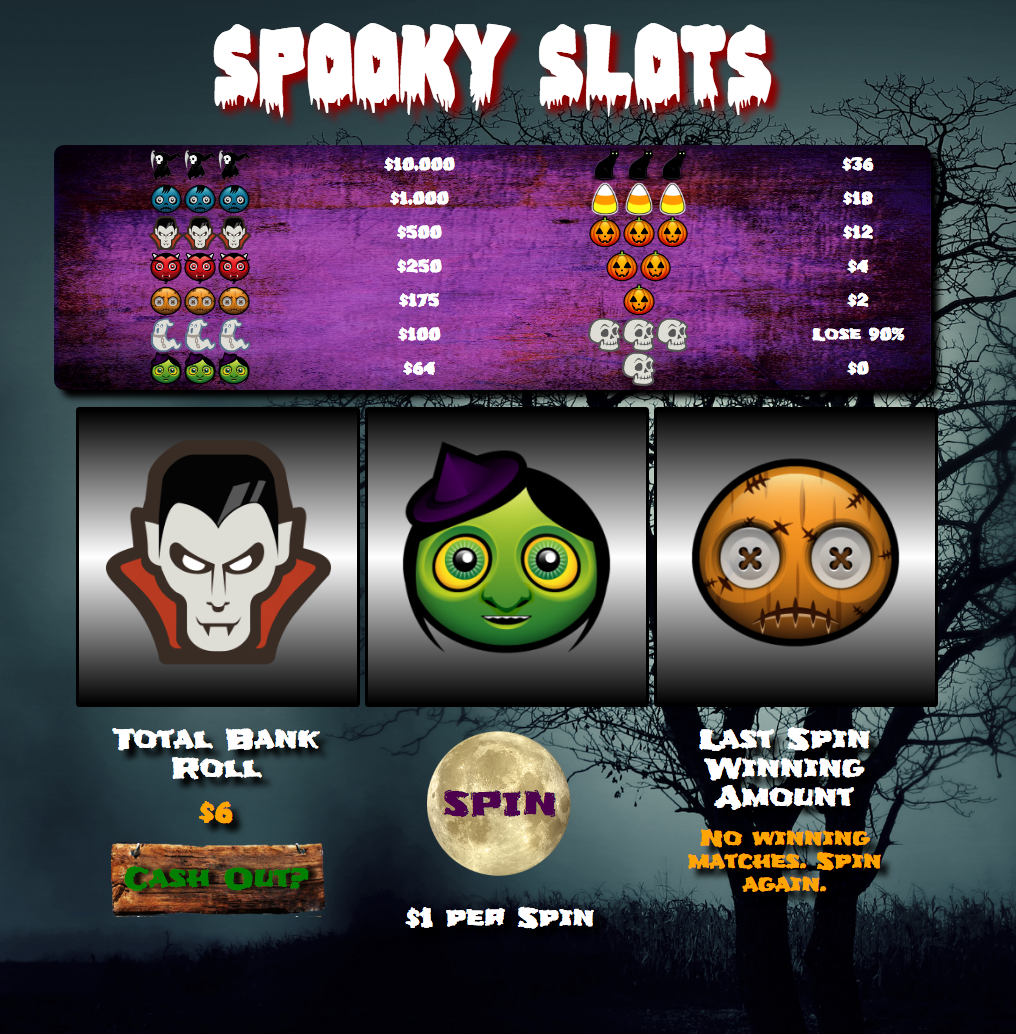 SPOOKY SLOTS
$10,000 $36
$1,000 $18
$500 $12
$250 $4
$175 $2
$100 Lose 90%
$64 $0
Total Bank
Roll
$6
Cash Out?
SPIN
$1 per Spin
Last Spin
Winning
Amount
No winning
matches. Spin
again.